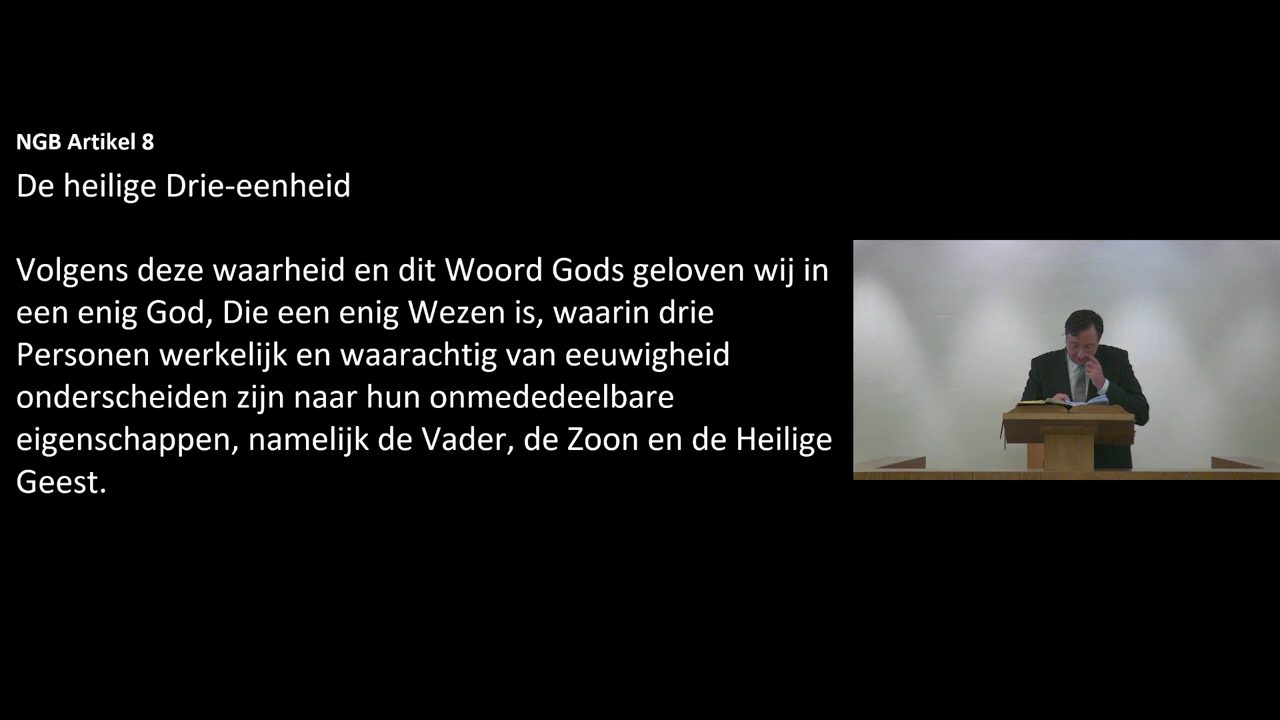 NGB Artikel 8
De heilige Drie-eenheid
Volgens deze waarheid en dit Woord Gods geloven wij in
een enig God, Die een enig Wezen is, waarin drie
Personen werkelijk en waarachtig van eeuwigheid
onderscheiden zijn naar hun onmededeelbare
eigenschappen, namelijk de Vader, de Zoon en de Heilige
Geest.